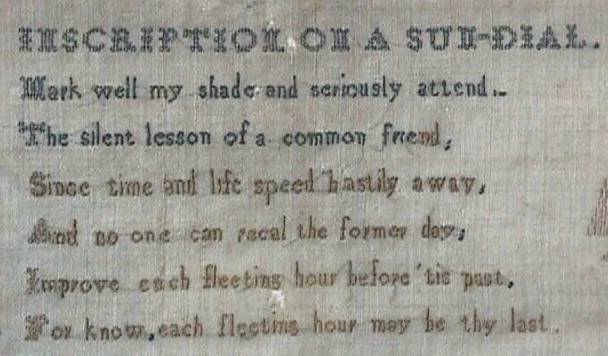 INSCRIPTION ON A SUN-DIAL.
Mark well my shade and seriously attend..
The silent lesson of a common friend,
Since time and life speed hastily away,
And no one can recal the former day,
Improve each fleeting hour before 'tis past,
For know, each fleeting hour may be thy last.